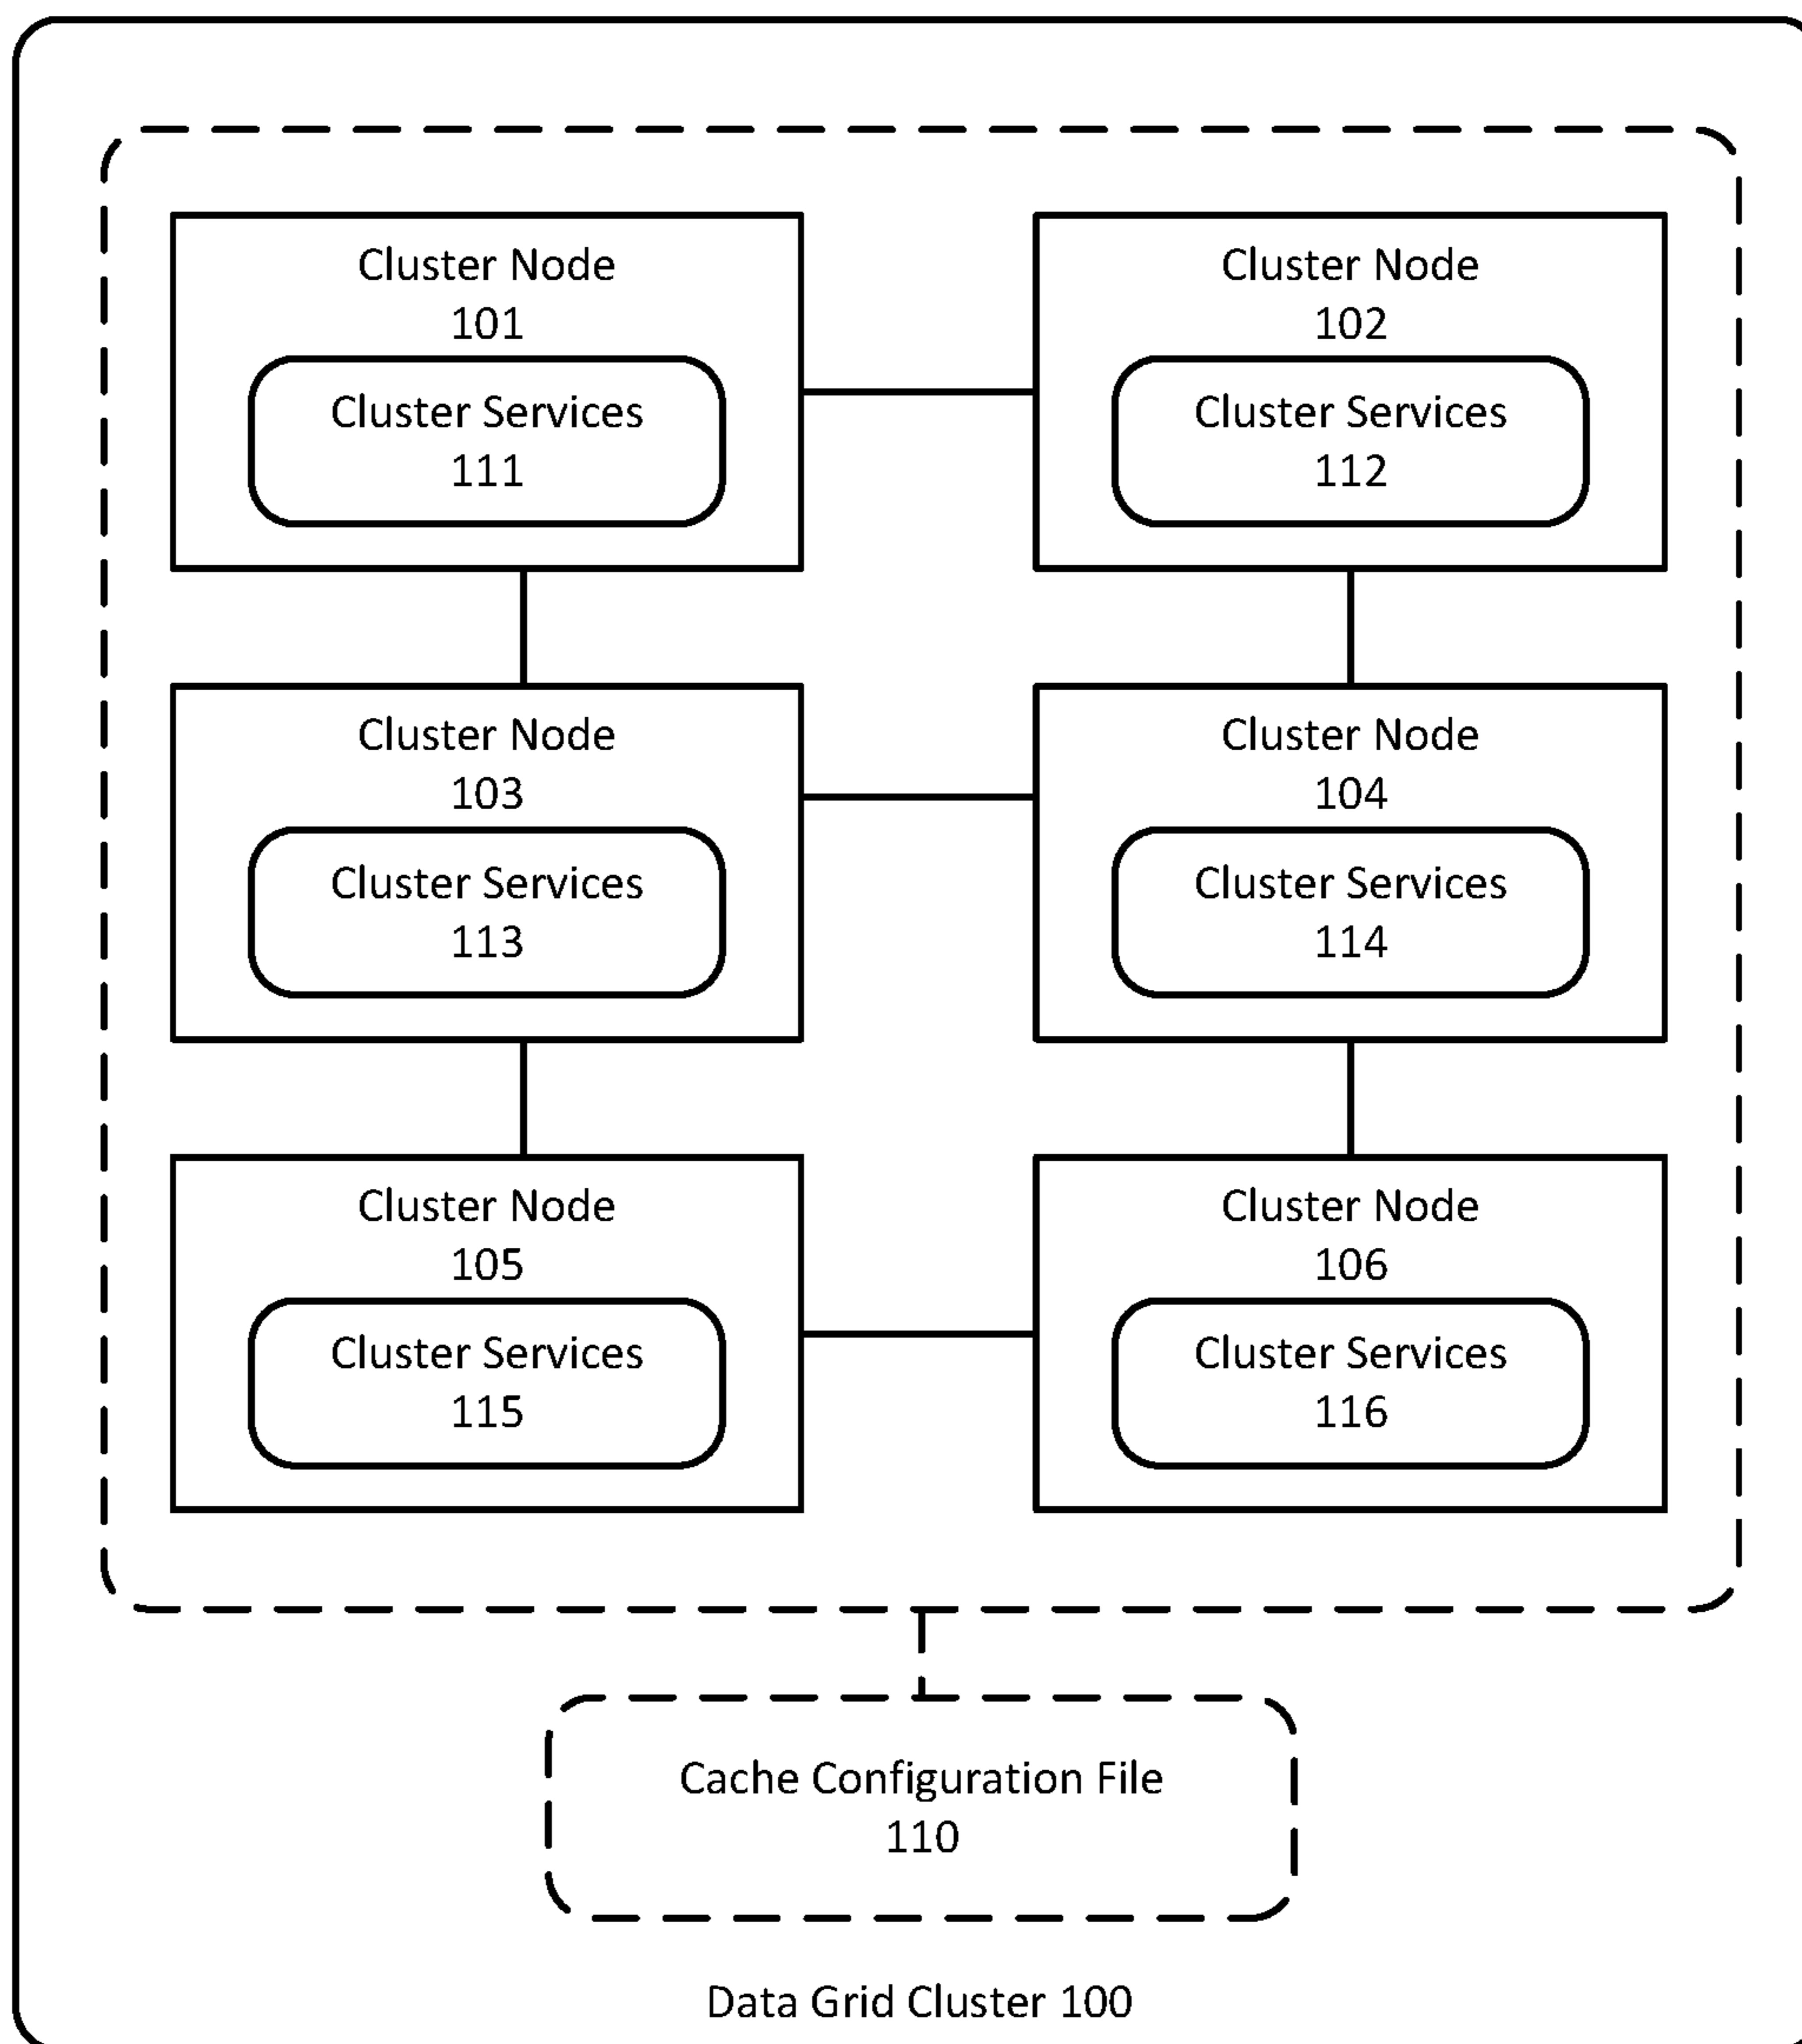 Cluster Node
101
Cluster Services
111
Cluster Node
102
Cluster Services
112
Cluster Node
103
Cluster Services
113
Cluster Node
104
Cluster Services
114
Cluster Node
105
Cluster Services
115
Cluster Node
106
Cluster Services
116
Cache Configuration File
110
Data Grid Cluster 100